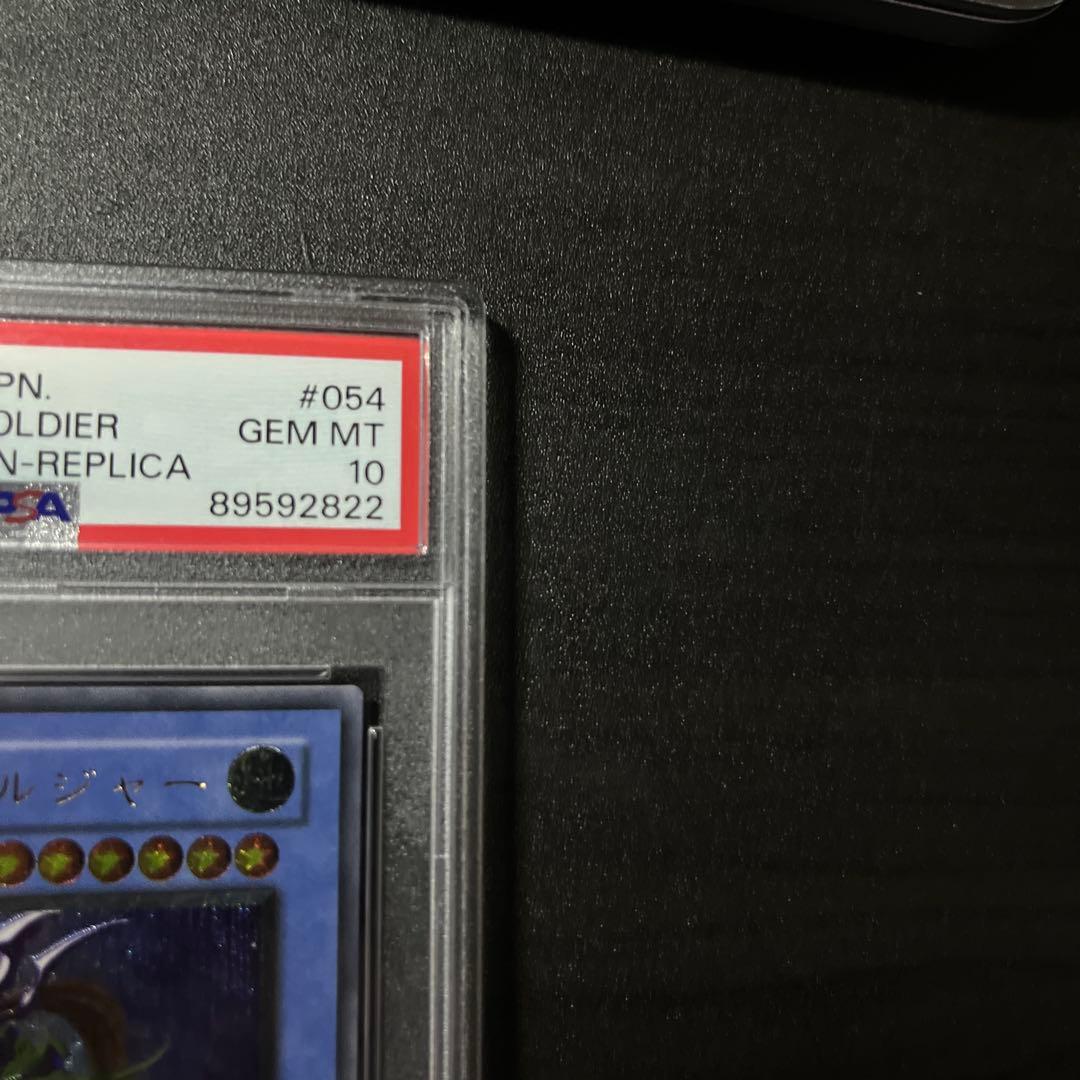 PN. #054
OLDIER GEM MT
N-REPLICA 10
PSA 89592822
ルジャー